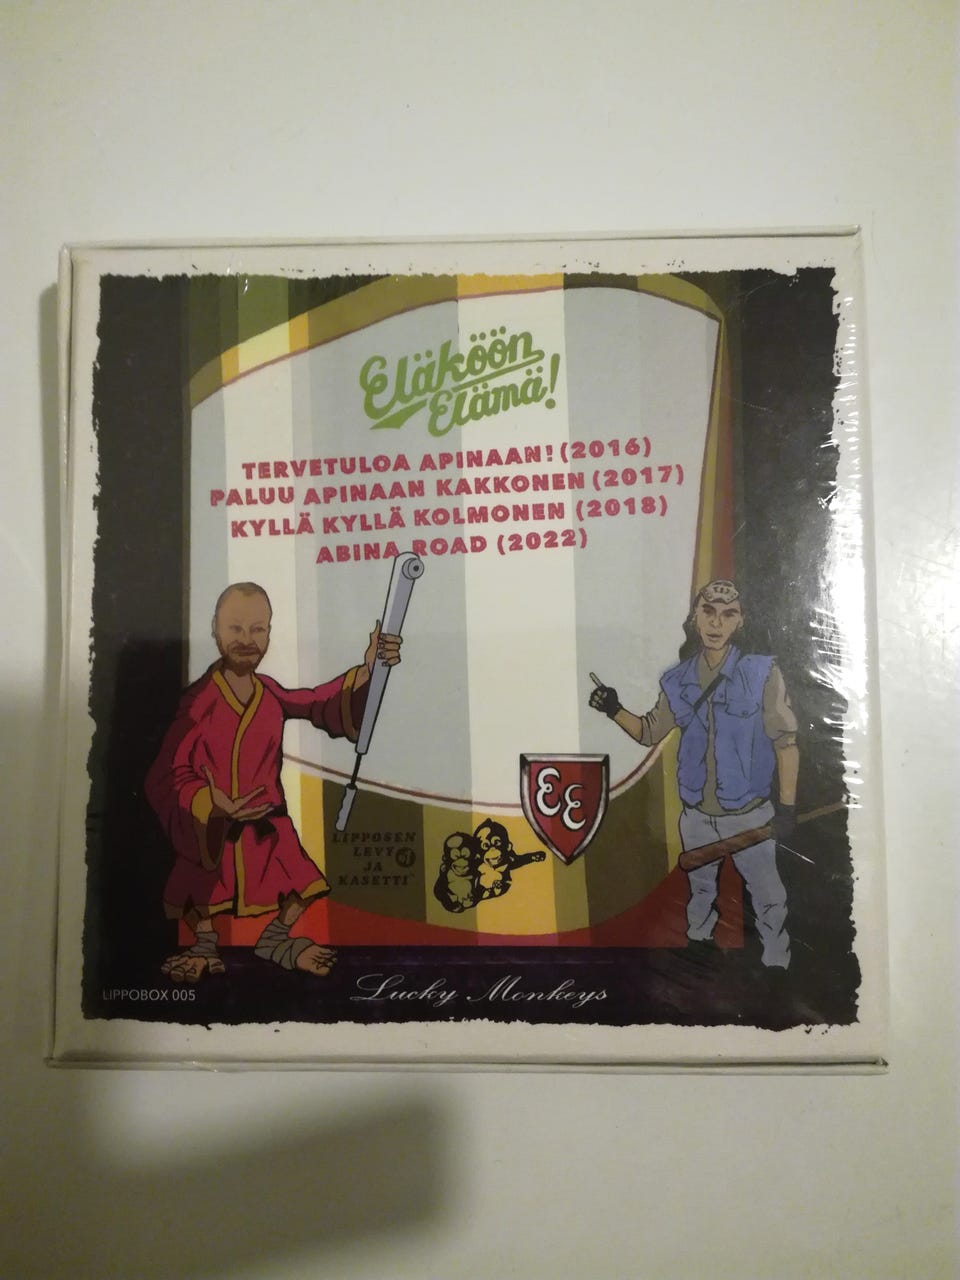 Eläköön
Elämä!
TERVETULOA APINAAN! (2016)
PALUU APINAAN KAKKONEN (2017)
KYLLÄ KYLLÄ KOLMONEN (2018)
ABINA ROAD (2022)
EE
LIPPOSEN
LEVY
JA
KASETTI
LIPPOBOX 005
Lucky Monkeys